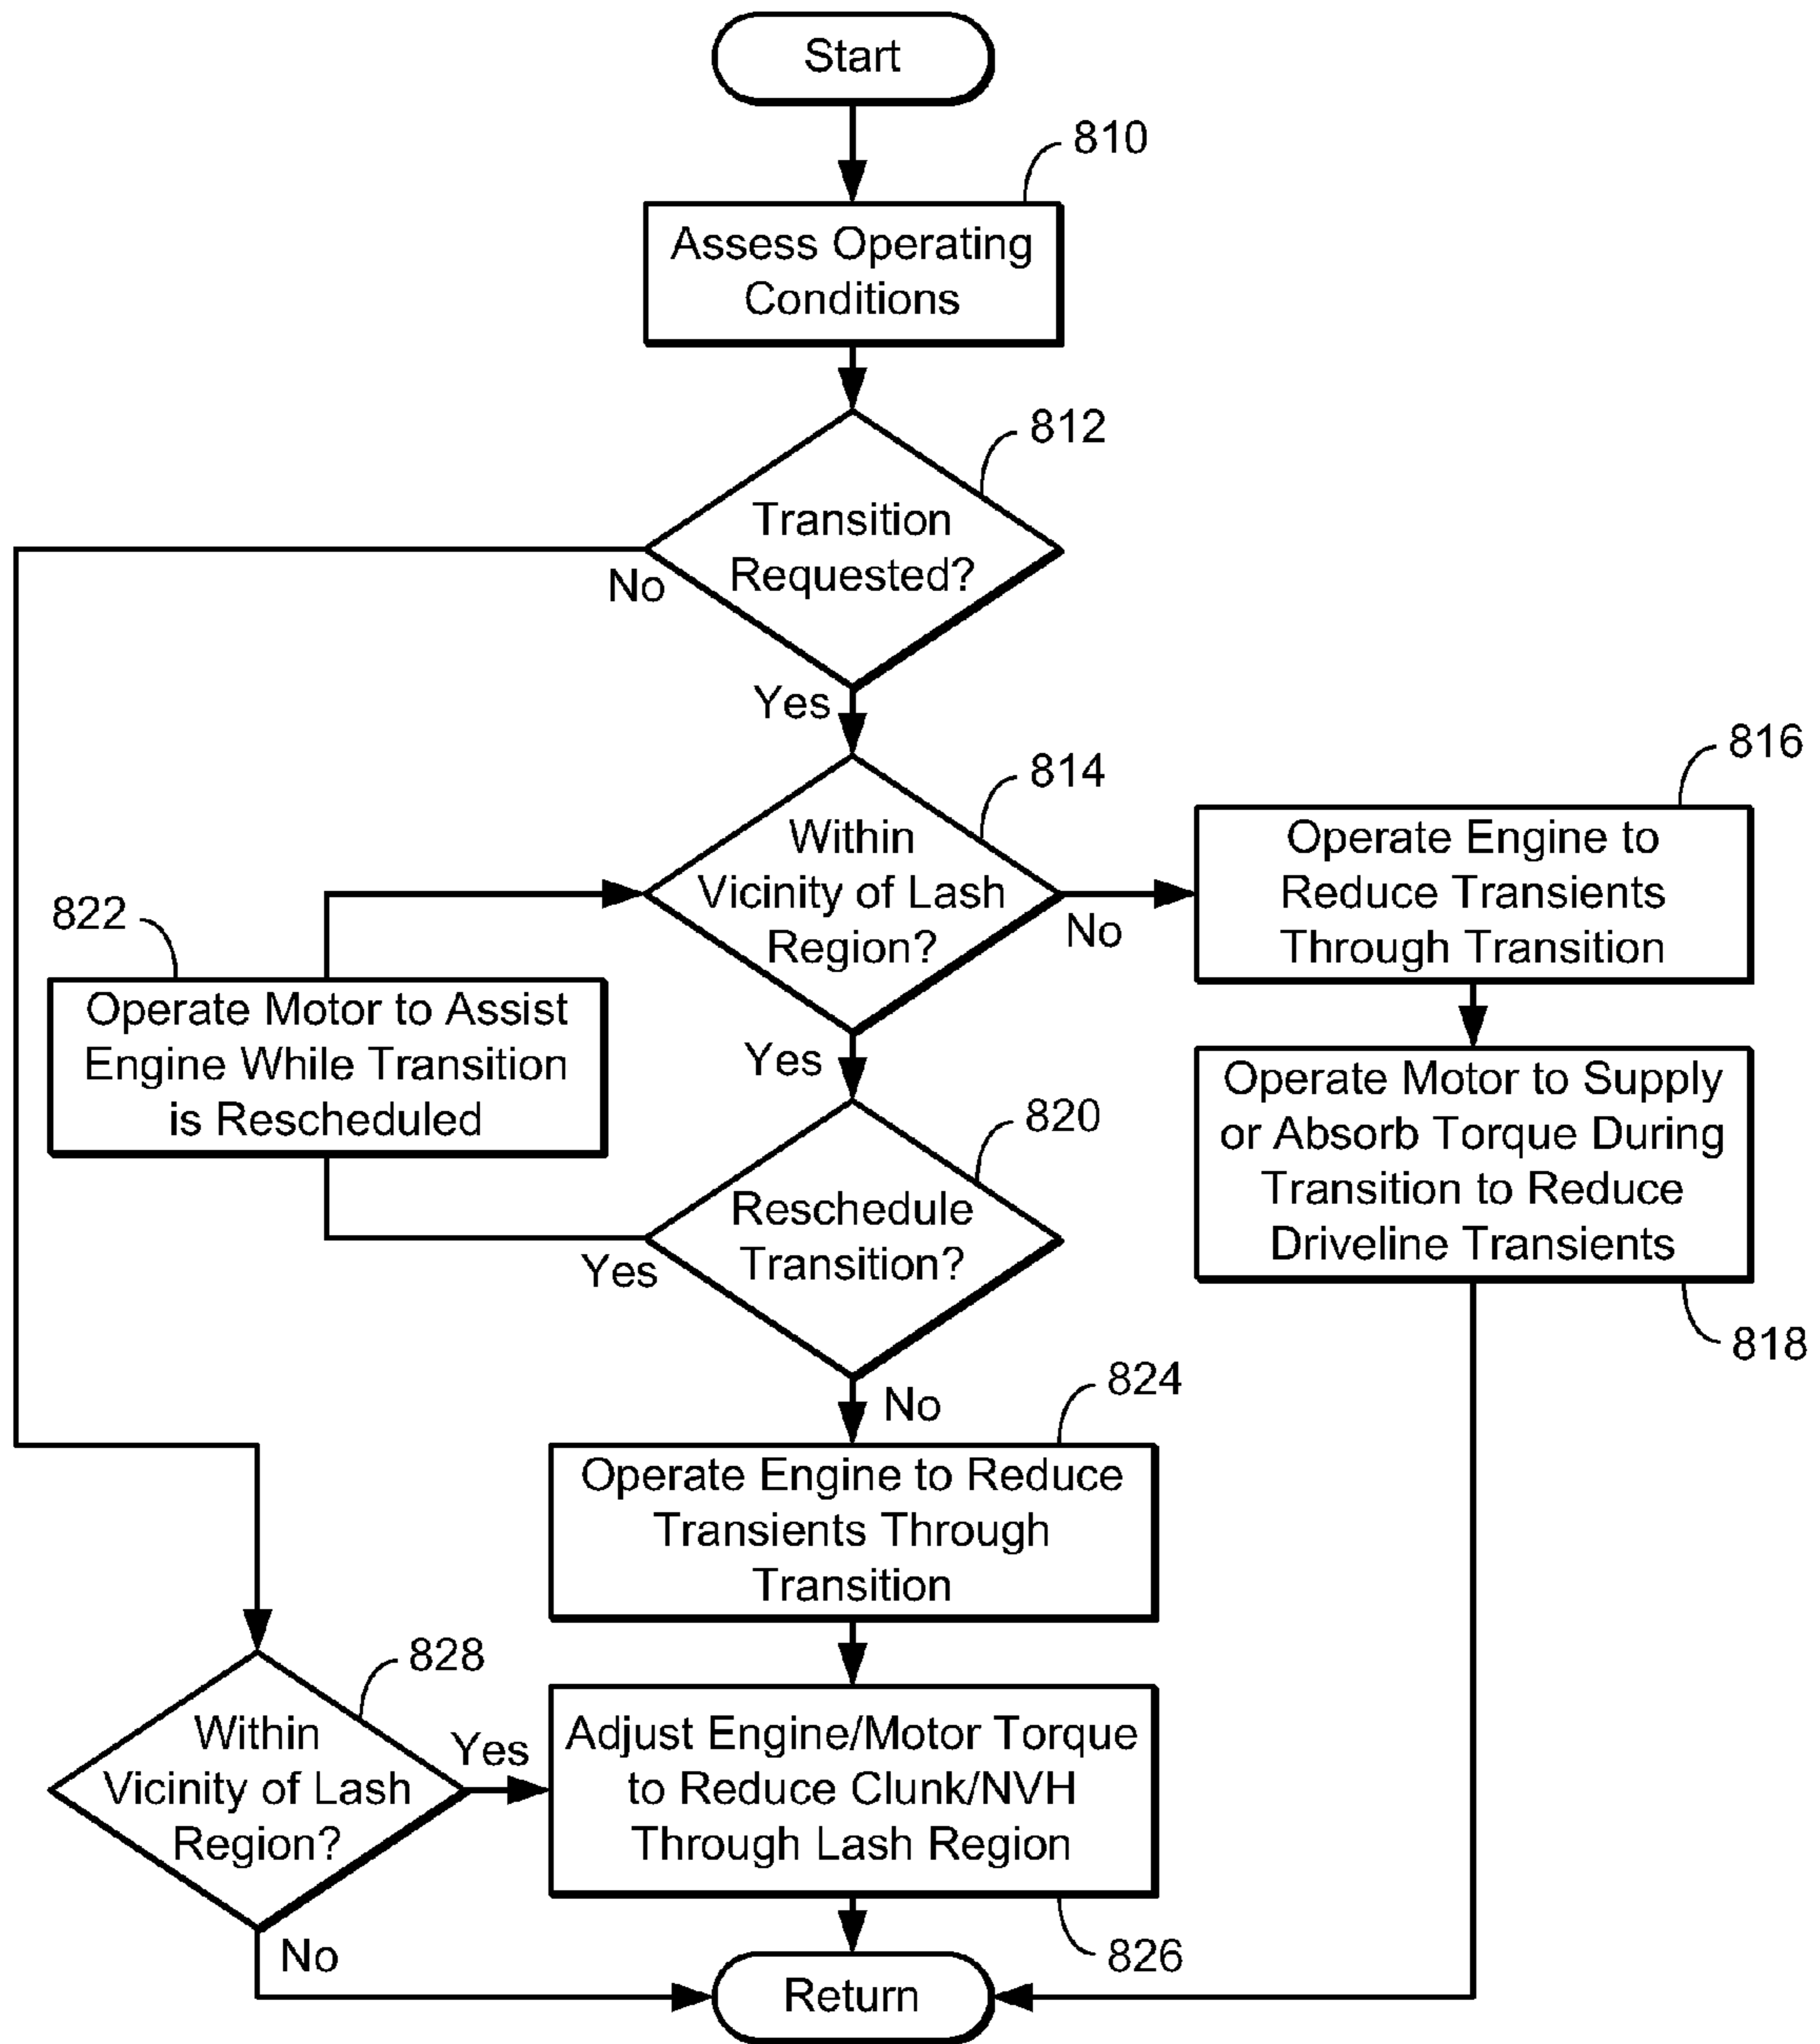 Start
810
Assess Operating
Conditions
812
Transition
Requested?
No
Yes
814
Within
Vicinity of Lash
Region?
No
816
Operate Engine to
Reduce Transients
Through Transition
822
Operate Motor to Assist
Engine While Transition
is Rescheduled
Yes
Operate Motor to Supply
or Absorb Torque During
Transition to Reduce
Driveline Transients
818
820
Reschedule
Transition?
Yes
No
824
Operate Engine to Reduce
Transients Through
Transition
828
Within
Vicinity of Lash
Region?
Yes
Adjust Engine/Motor Torque
to Reduce Clunk/NVH
Through Lash Region
826
No
Return